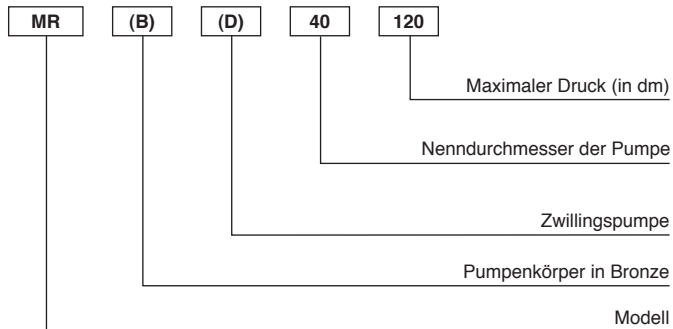 MR (B) (D) 40 120
Maximaler Druck (in dm)
Nenndurchmesser der Pumpe
Zwillingspumpe
Pumpenkörper in Bronze
Modell